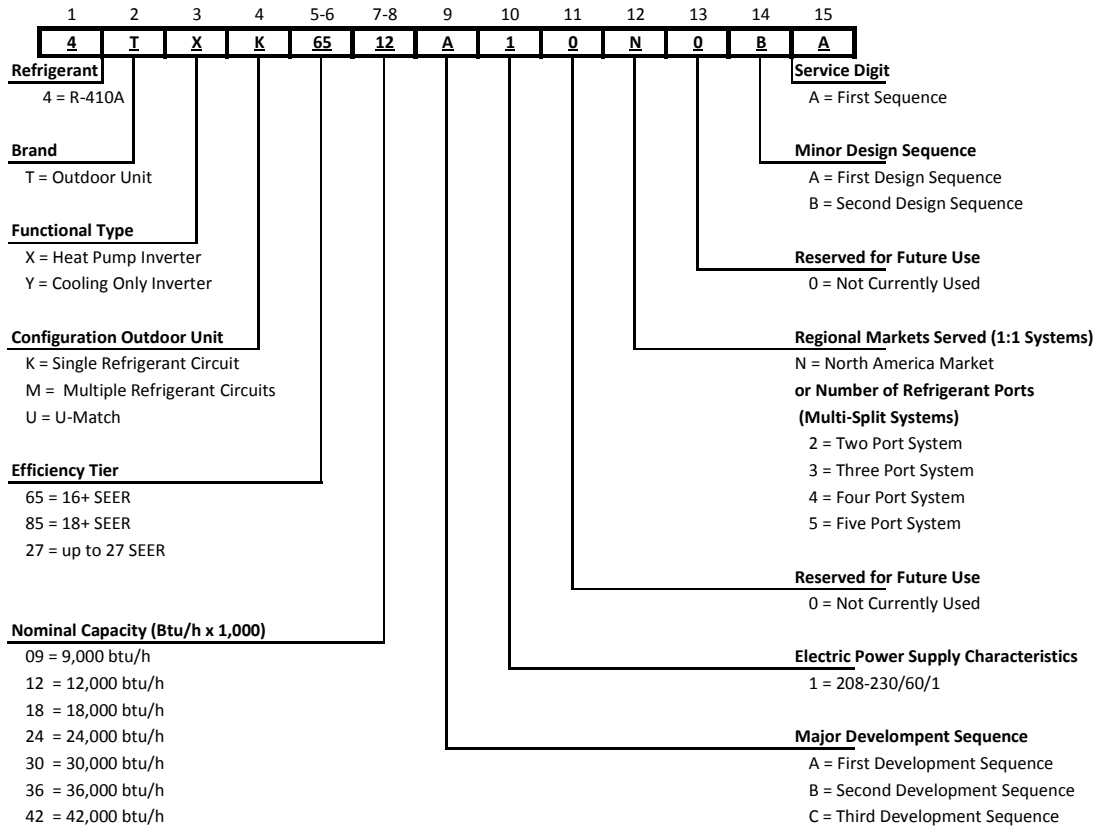 1 2 3 4 5-6 7-8 9 10 11 12 13 14 15
4 T X K 65 12 A 1 0 N 0 B A
Refrigerant
4 = R-410A
Brand
T = Outdoor Unit
Functional Type
X = Heat Pump Inverter
Y = Cooling Only Inverter
Configuration Outdoor Unit
K = Single Refrigerant Circuit
M = Multiple Refrigerant Circuits
U = U-Match
Efficiency Tier
65 = 16+ SEER
85 = 18+ SEER
27 = up to 27 SEER
Nominal Capacity (Btu/h x 1,000)
09 = 9,000 btu/h
12 = 12,000 btu/h
18 = 18,000 btu/h
24 = 24,000 btu/h
30 = 30,000 btu/h
36 = 36,000 btu/h
42 = 42,000 btu/h
Service Digit
A = First Sequence
Minor Design Sequence
A = First Design Sequence
B = Second Design Sequence
Reserved for Future Use
0 = Not Currently Used
Regional Markets Served (1:1 Systems)
N = North America Market
or Number of Refrigerant Ports
(Multi-Split Systems)
2 = Two Port System
3 = Three Port System
4 = Four Port System
5 = Five Port System
Reserved for Future Use
0 = Not Currently Used
Electric Power Supply Characteristics
1 = 208-230/60/1
Major Develompent Sequence
A = First Development Sequence
B = Second Development Sequence
C = Third Development Sequence